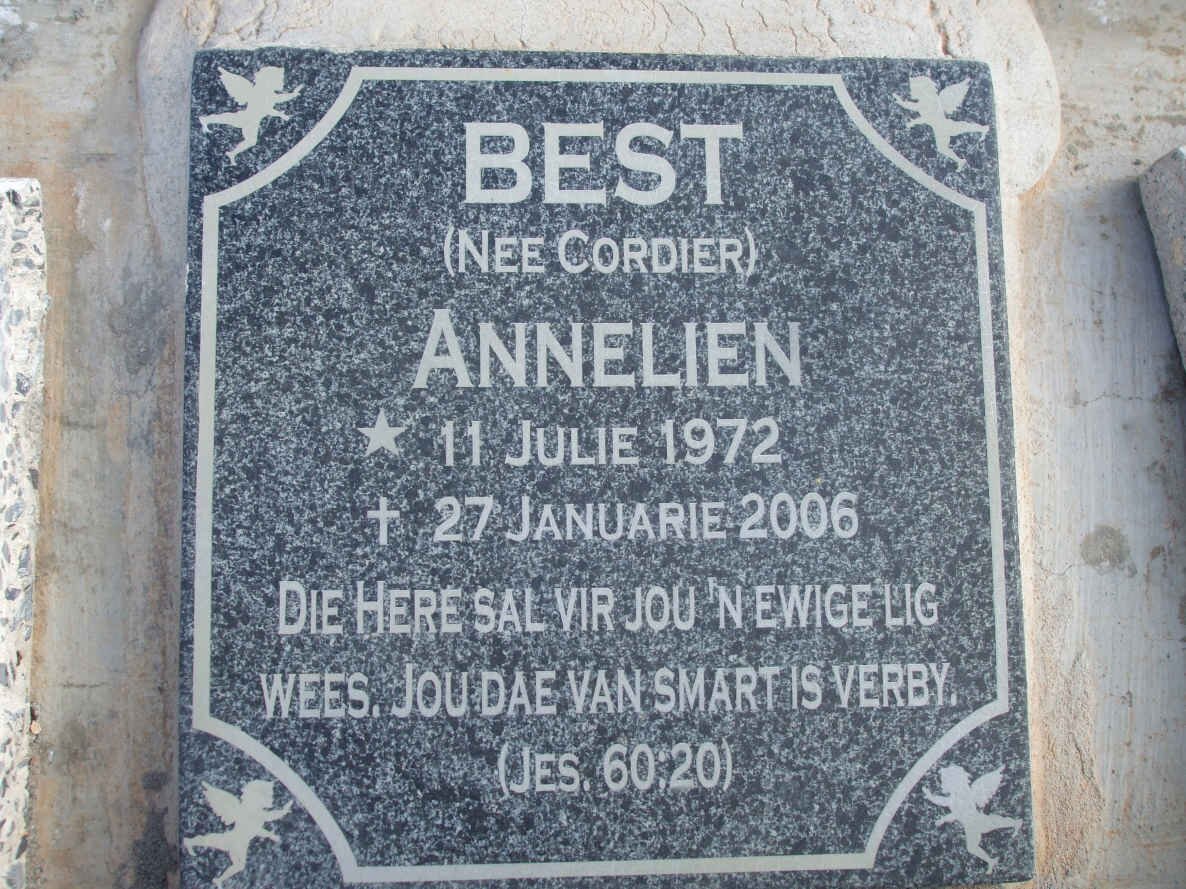 BEST
(NEE CORDIER)
ANNELIEN
★ 11 JULIE 1972
✝ 27 JANUARIE 2006
DIE HERE SAL VIR JOU 'N EWIGE LIG
WEES. JOU DAE VAN SMART IS VERBY.
(JES. 60:20)